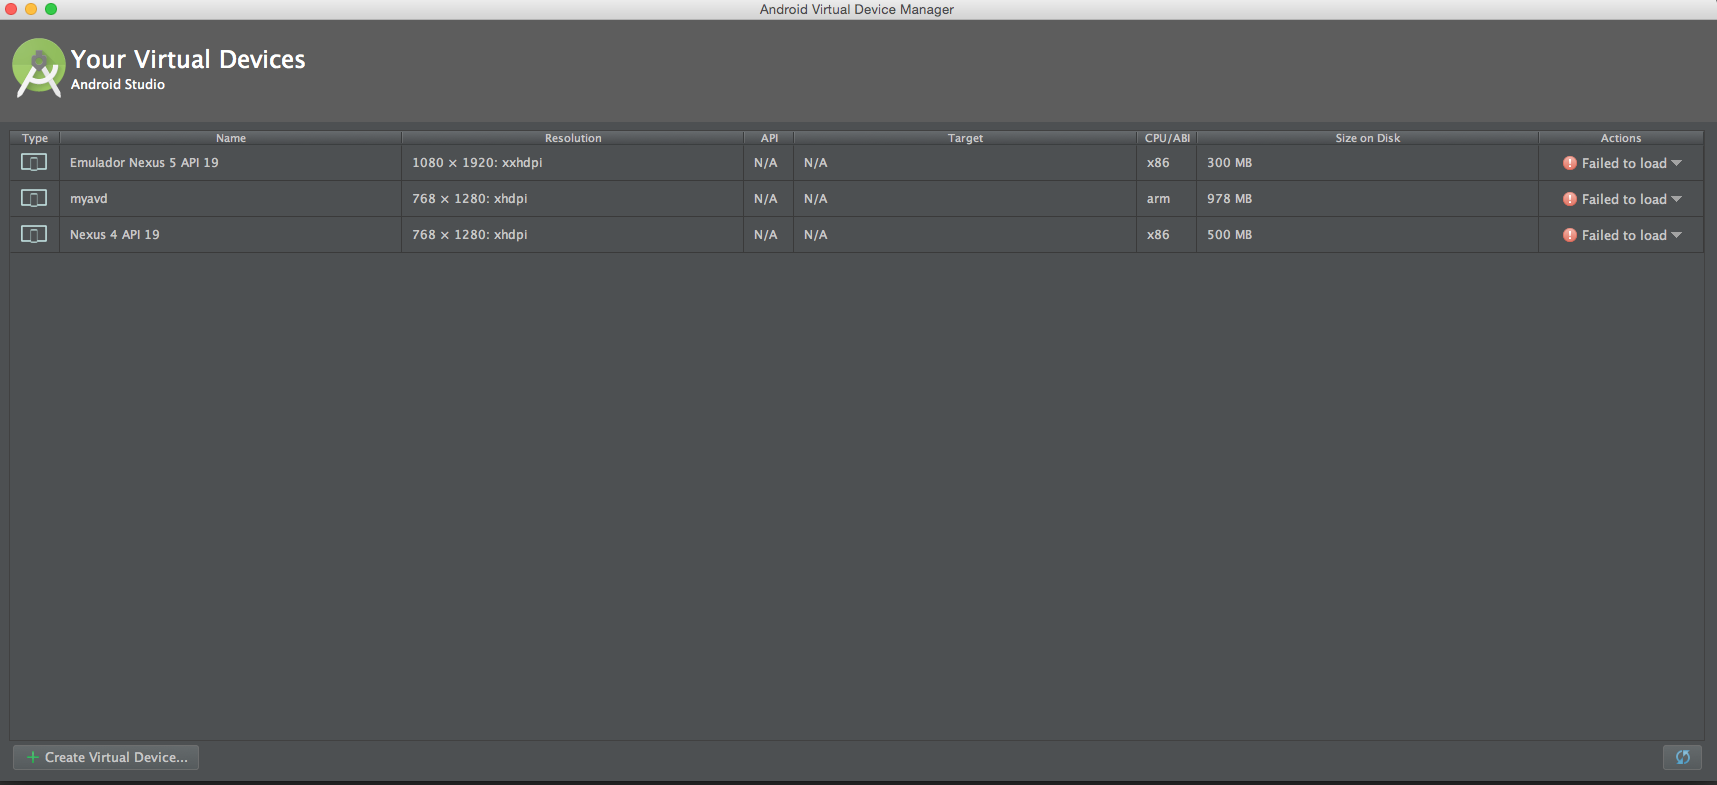 Android Virtual Device Manager
Your Virtual Devices
Android Studio
Type Name Resolution API Target CPU/ABI Size on Disk Actions
Emulador Nexus 5 API 19 1080 × 1920: xxhdpi N/A N/A x86 300 MB Failed to load
myavd 768 × 1280: xhdpi N/A N/A arm 978 MB Failed to load
Nexus 4 API 19 768 × 1280: xhdpi N/A N/A x86 500 MB Failed to load
Create Virtual Device...